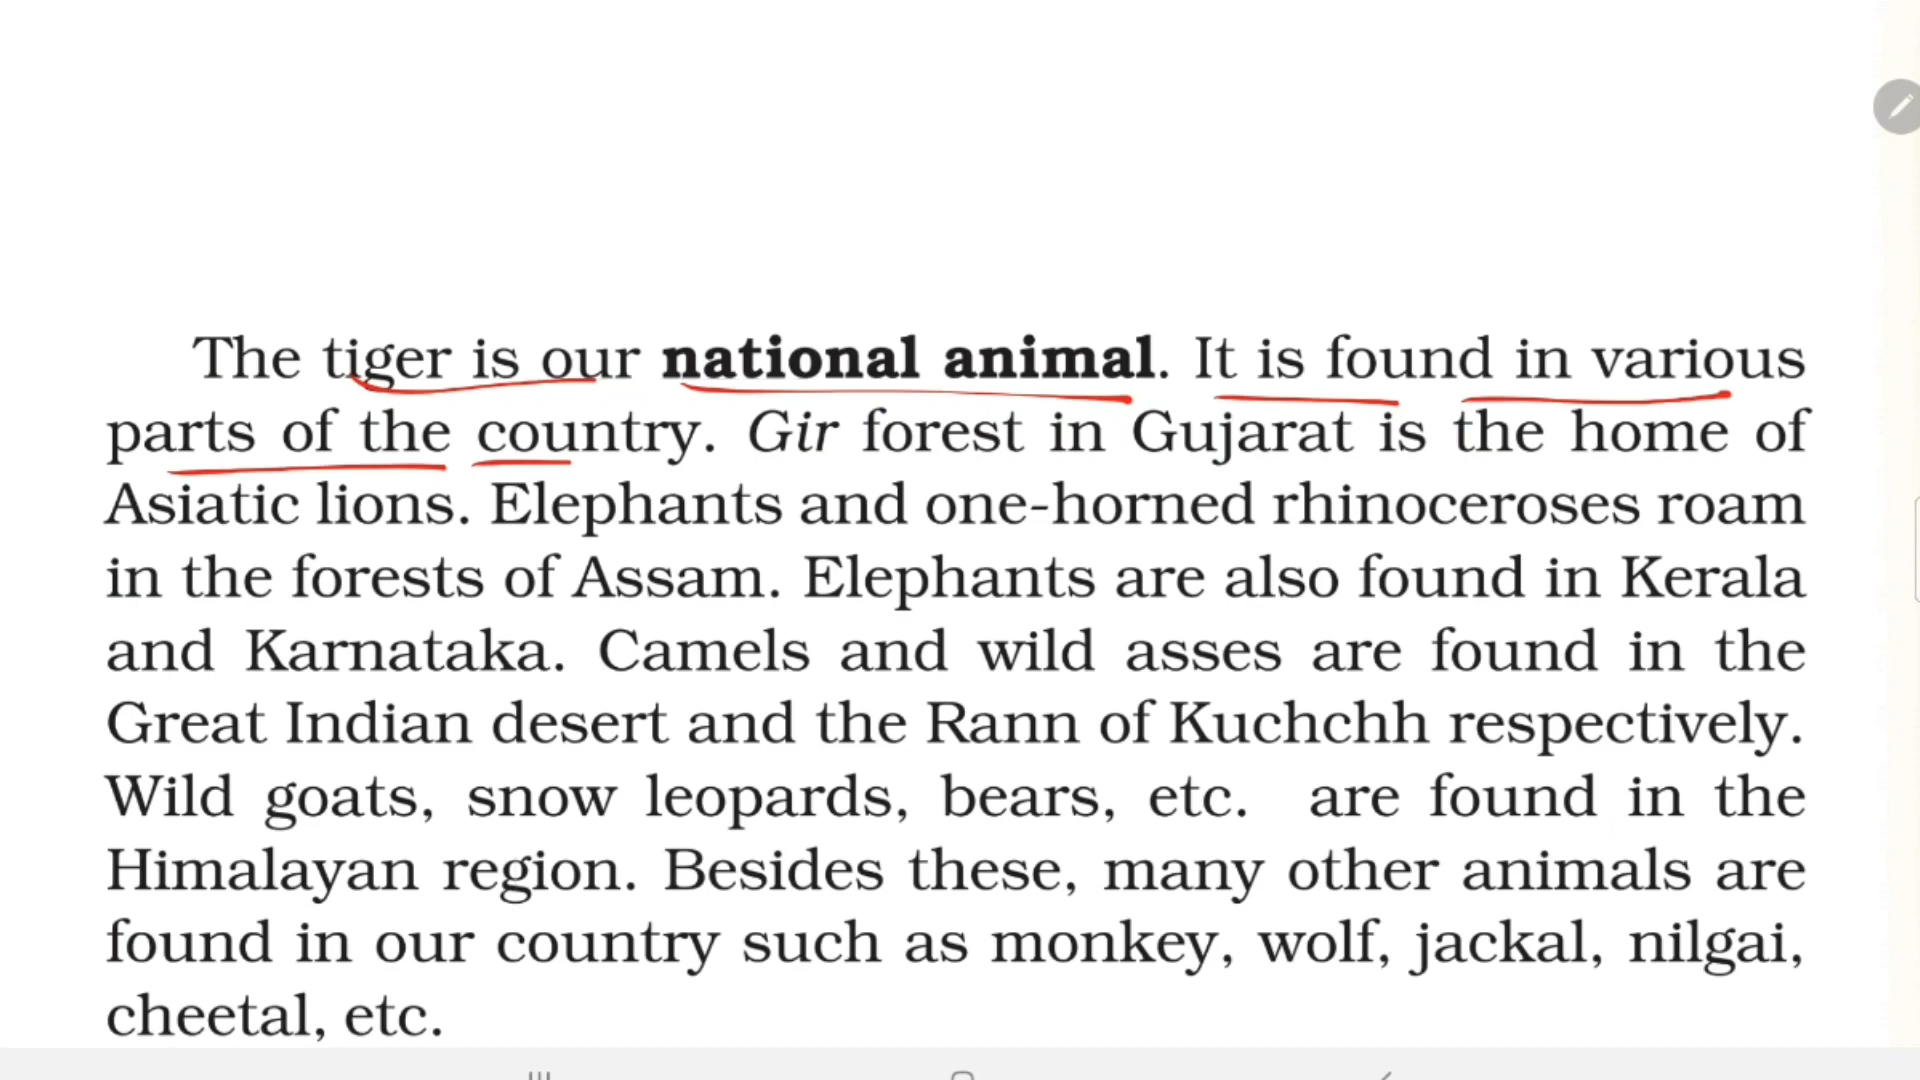 The tiger is our national animal. It is found in various
parts of the country. Gir forest in Gujarat is the home of
Asiatic lions. Elephants and one-horned rhinoceroses roam
in the forests of Assam. Elephants are also found in Kerala
and Karnataka. Camels and wild asses are found in the
Great Indian desert and the Rann of Kuchchh respectively.
Wild goats, snow leopards, bears, etc. are found in the
Himalayan region. Besides these, many other animals are
found in our country such as monkey, wolf, jackal, nilgai,
cheetal, etc.